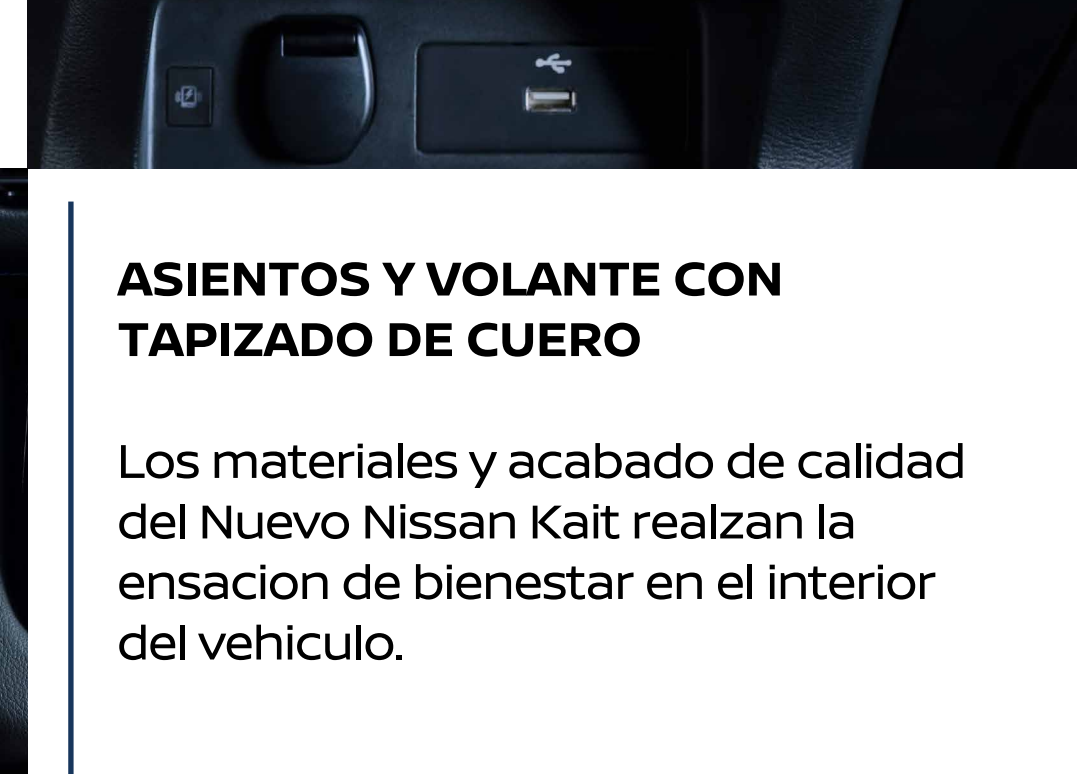 ASIENTOS Y VOLANTE CON
TAPIZADO DE CUERO
Los materiales y acabado de calidad
del Nuevo Nissan Kait realzan la
ensacion de bienestar en el interior
del vehiculo.